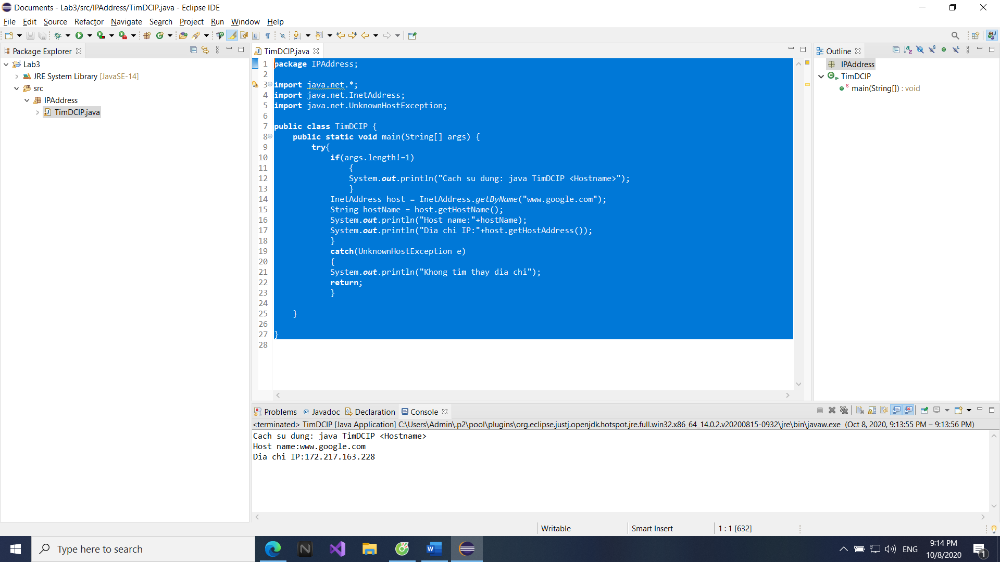 Documents - Lab3/src/IPAddress/TimDCIP.java - Eclipse IDE
File Edit Source Refactor Navigate Search Project Run Window Help
Package Explorer
Lab3
JRE System Library [JavaSE-14]
src
IPAddress
TimDCIP.java
TimDCIP.java
1 package IPAddress;
2
3 import java.net.*;
4 import java.net.InetAddress;
5 import java.net.UnknownHostException;
6
7 public class TimDCIP {
8 public static void main(String[] args) {
9 try{
10 if(args.length!=1)
11 {
12 System.out.println("Cach su dung: java TimDCIP <Hostname>");
13 }
14 InetAddress host = InetAddress.getByName("www.google.com");
15 String hostName = host.getHostName();
16 System.out.println("Host name:"+hostName);
17 System.out.println("Dia chi IP:"+host.getHostAddress());
18 }
19 catch(UnknownHostException e)
20 {
21 System.out.println("Khong tim thay dia chi");
22 return;
23 }
24
25 }
26
27 }
28
Outline
IPAddress
TimDCIP
main(String[]) : void
Problems @ Javadoc Declaration Console
<terminated> TimDCIP [Java Application] C:\Users\Admin\.p2\pool\plugins\org.eclipse.justj.openjdk.hotspot.jre.full.win32.x86_64_14.0.2.v20200815-0932\jre\bin\javaw.exe (Oct 8, 2020, 9:13:55 PM – 9:13:56 PM)
Cach su dung: java TimDCIP <Hostname>
Host name:www.google.com
Dia chi IP:172.217.163.228
Writable Smart Insert 1 : 1 [632]
Type here to search
ENG
9:14 PM
10/8/2020
1